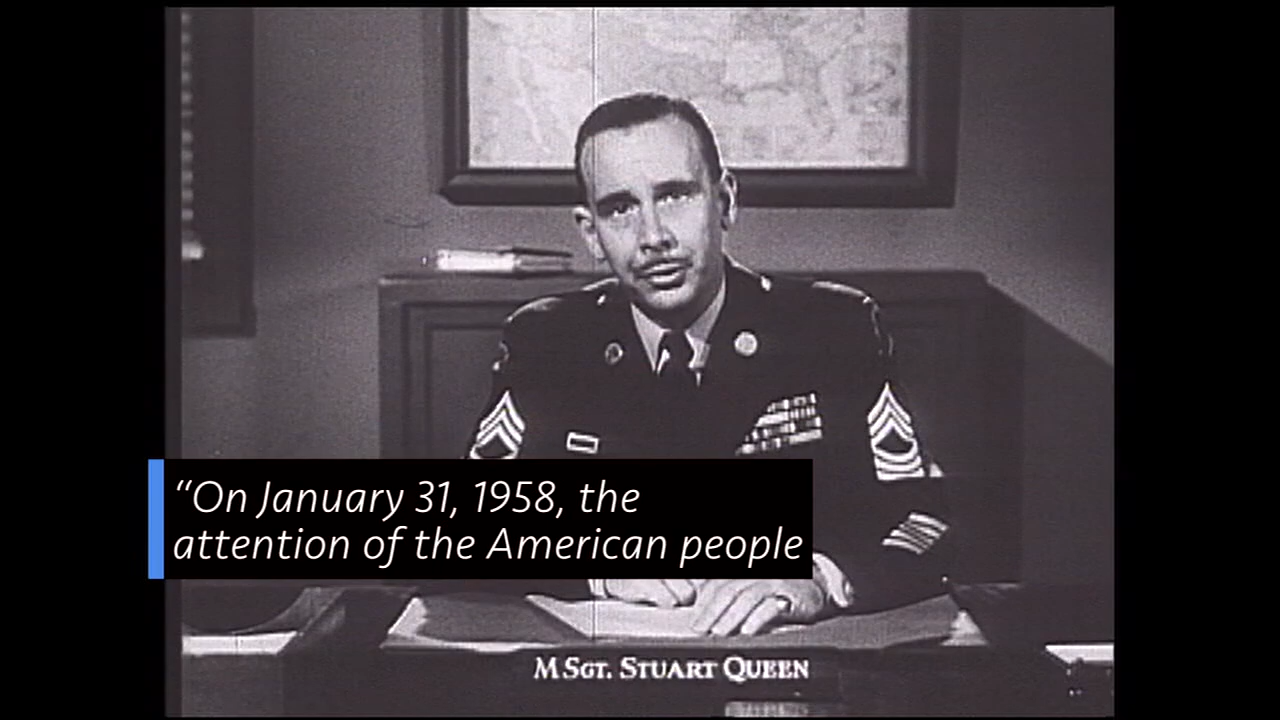 “On January 31, 1958, the
attention of the American people
M SGT. STUART QUEEN